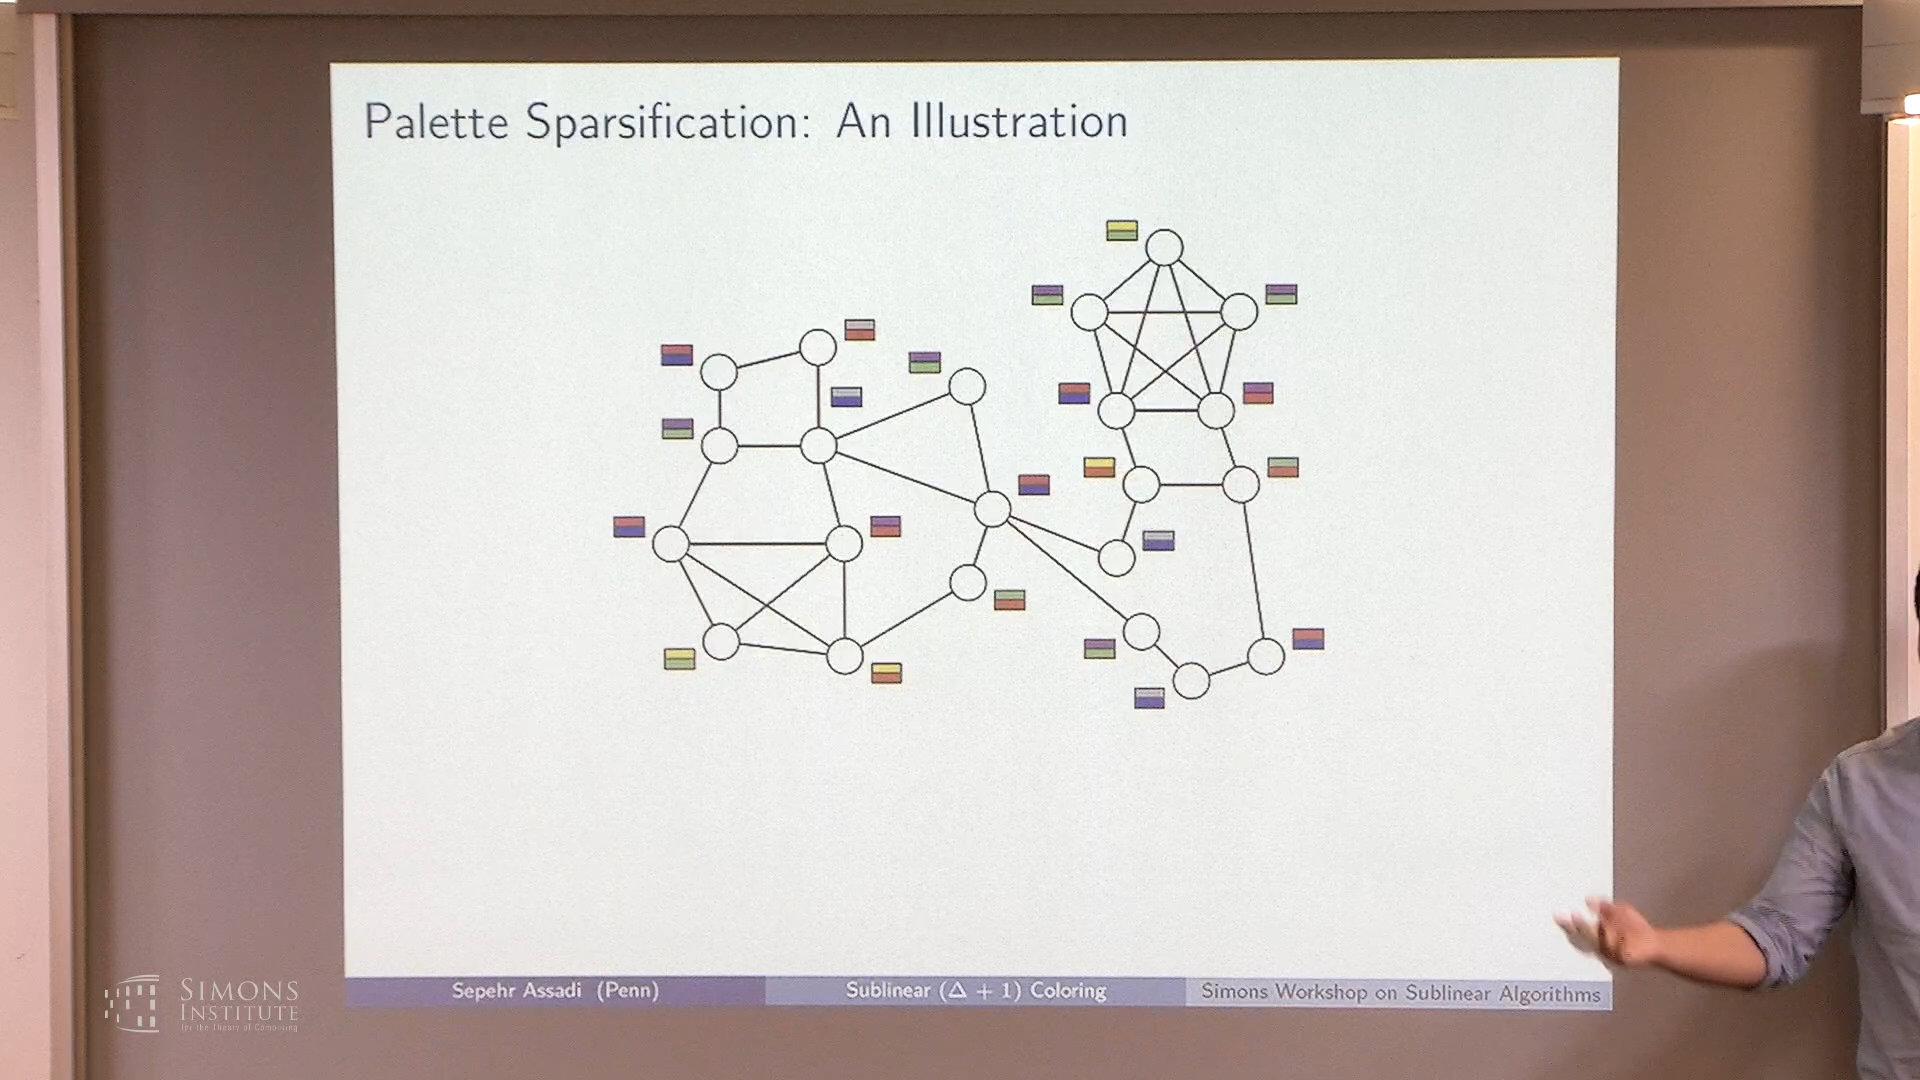 Palette Sparsification: An Illustration
Sepehr Assadi (Penn)
Sublinear (Δ + 1) Coloring
Simons Workshop on Sublinear Algorithms
SIMONS
INSTITUTE
for the Theory of Computing